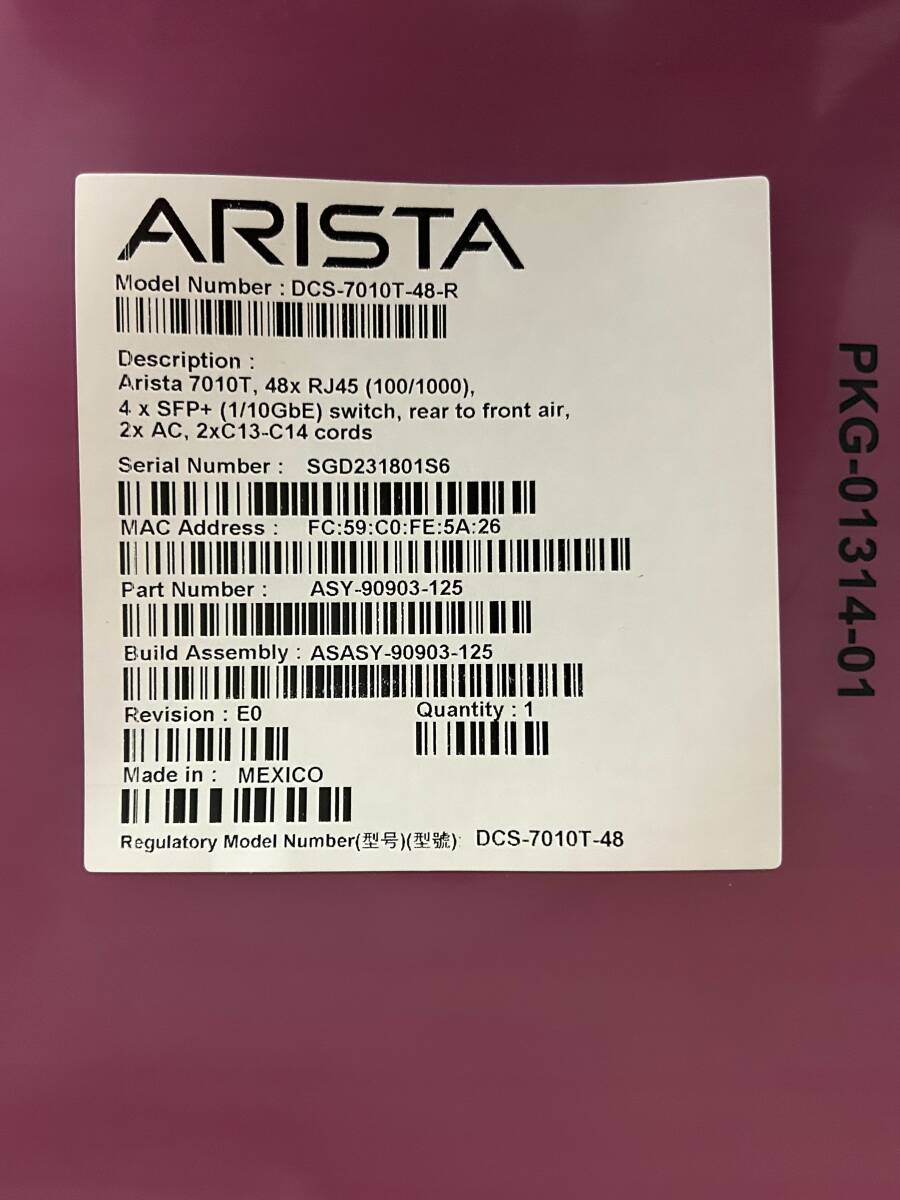 ARISTA
Model Number : DCS-7010T-48-R
Description :
Arista 7010T, 48x RJ45 (100/1000),
4 x SFP+ (1/10GbE) switch, rear to front air,
2x AC, 2xC13-C14 cords
Serial Number : SGD231801S6
MAC Address : FC:59:C0:FE:5A:26
Part Number : ASY-90903-125
Build Assembly : ASASY-90903-125
Revision : E0 Quantity : 1
Made in : MEXICO
Regulatory Model Number(型号)(型號): DCS-7010T-48
PKG-01314-01